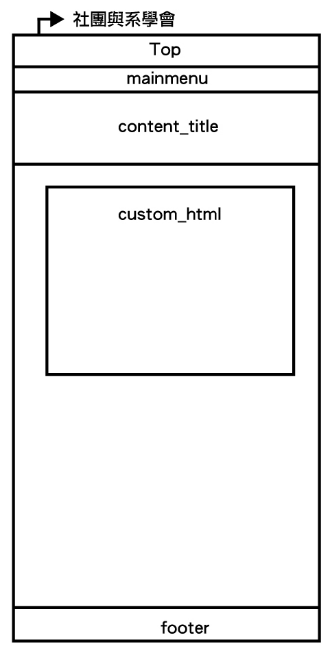 社團與系學會
Top
mainmenu
content_title
custom_html
footer